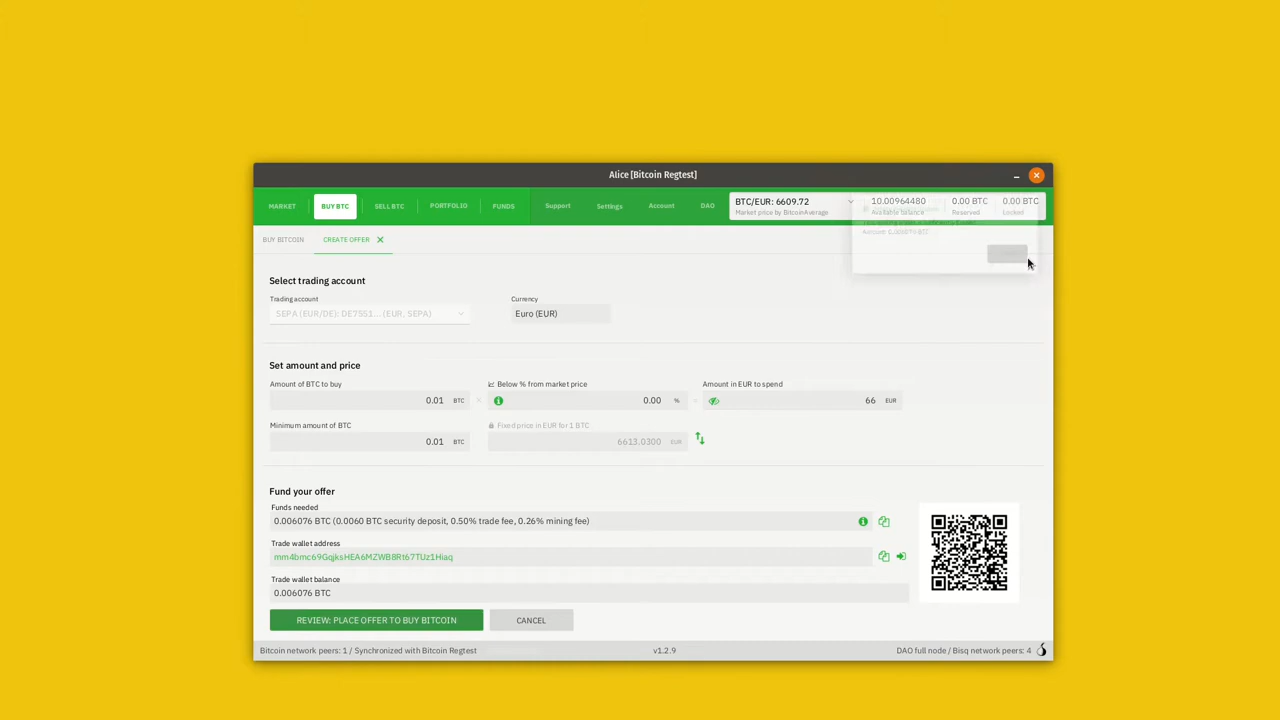 Alice [Bitcoin Regtest]
MARKET BUY BTC SELL BTC PORTFOLIO FUNDS Support Settings Account DAO
BTC/EUR: 6609.72 10.00964480 0.00 BTC 0.00 BTC
Market price by BitcoinAverage Available balance Reserved Locked
BUY BITCOIN CREATE OFFER
Select trading account
Trading account Currency
SEPA (EUR/DE): DE7551... (EUR, SEPA) Euro (EUR)
Set amount and price
Amount of BTC to buy Below % from market price Amount in EUR to spend
0.01 BTC × 0.00 % = 66 EUR
Minimum amount of BTC Fixed price in EUR for 1 BTC
0.01 BTC 6613.0300 EUR
Fund your offer
Funds needed
0.006076 BTC (0.0060 BTC security deposit, 0.50% trade fee, 0.26% mining fee)
Trade wallet address
mm4bmc69GqjksHEA6MZWB8Rt67TUz1Hiaq
Trade wallet balance
0.006076 BTC
REVIEW: PLACE OFFER TO BUY BITCOIN CANCEL
Bitcoin network peers: 1 / Synchronized with Bitcoin Regtest v1.2.9 DAO full node / Bisq network peers: 4